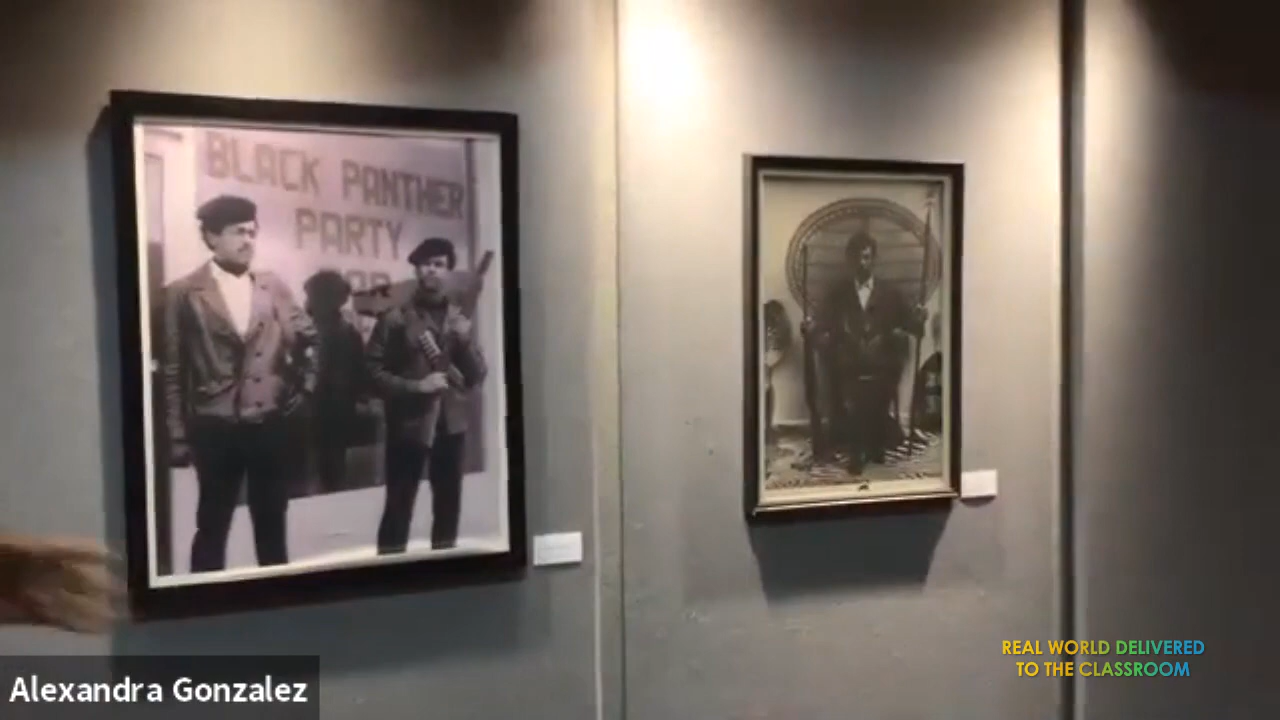 BLACK PANTHER
PARTY
Alexandra Gonzalez
REAL WORLD DELIVERED
TO THE CLASSROOM